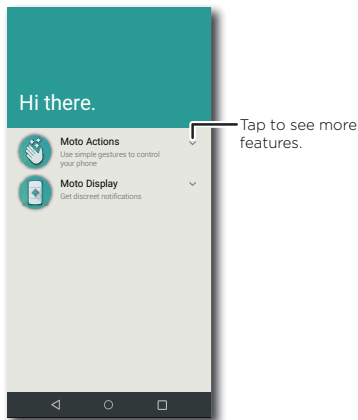 Hi there.
Moto Actions
Use simple gestures to control
your phone
Moto Display
Get discreet notifications
Tap to see more
features.